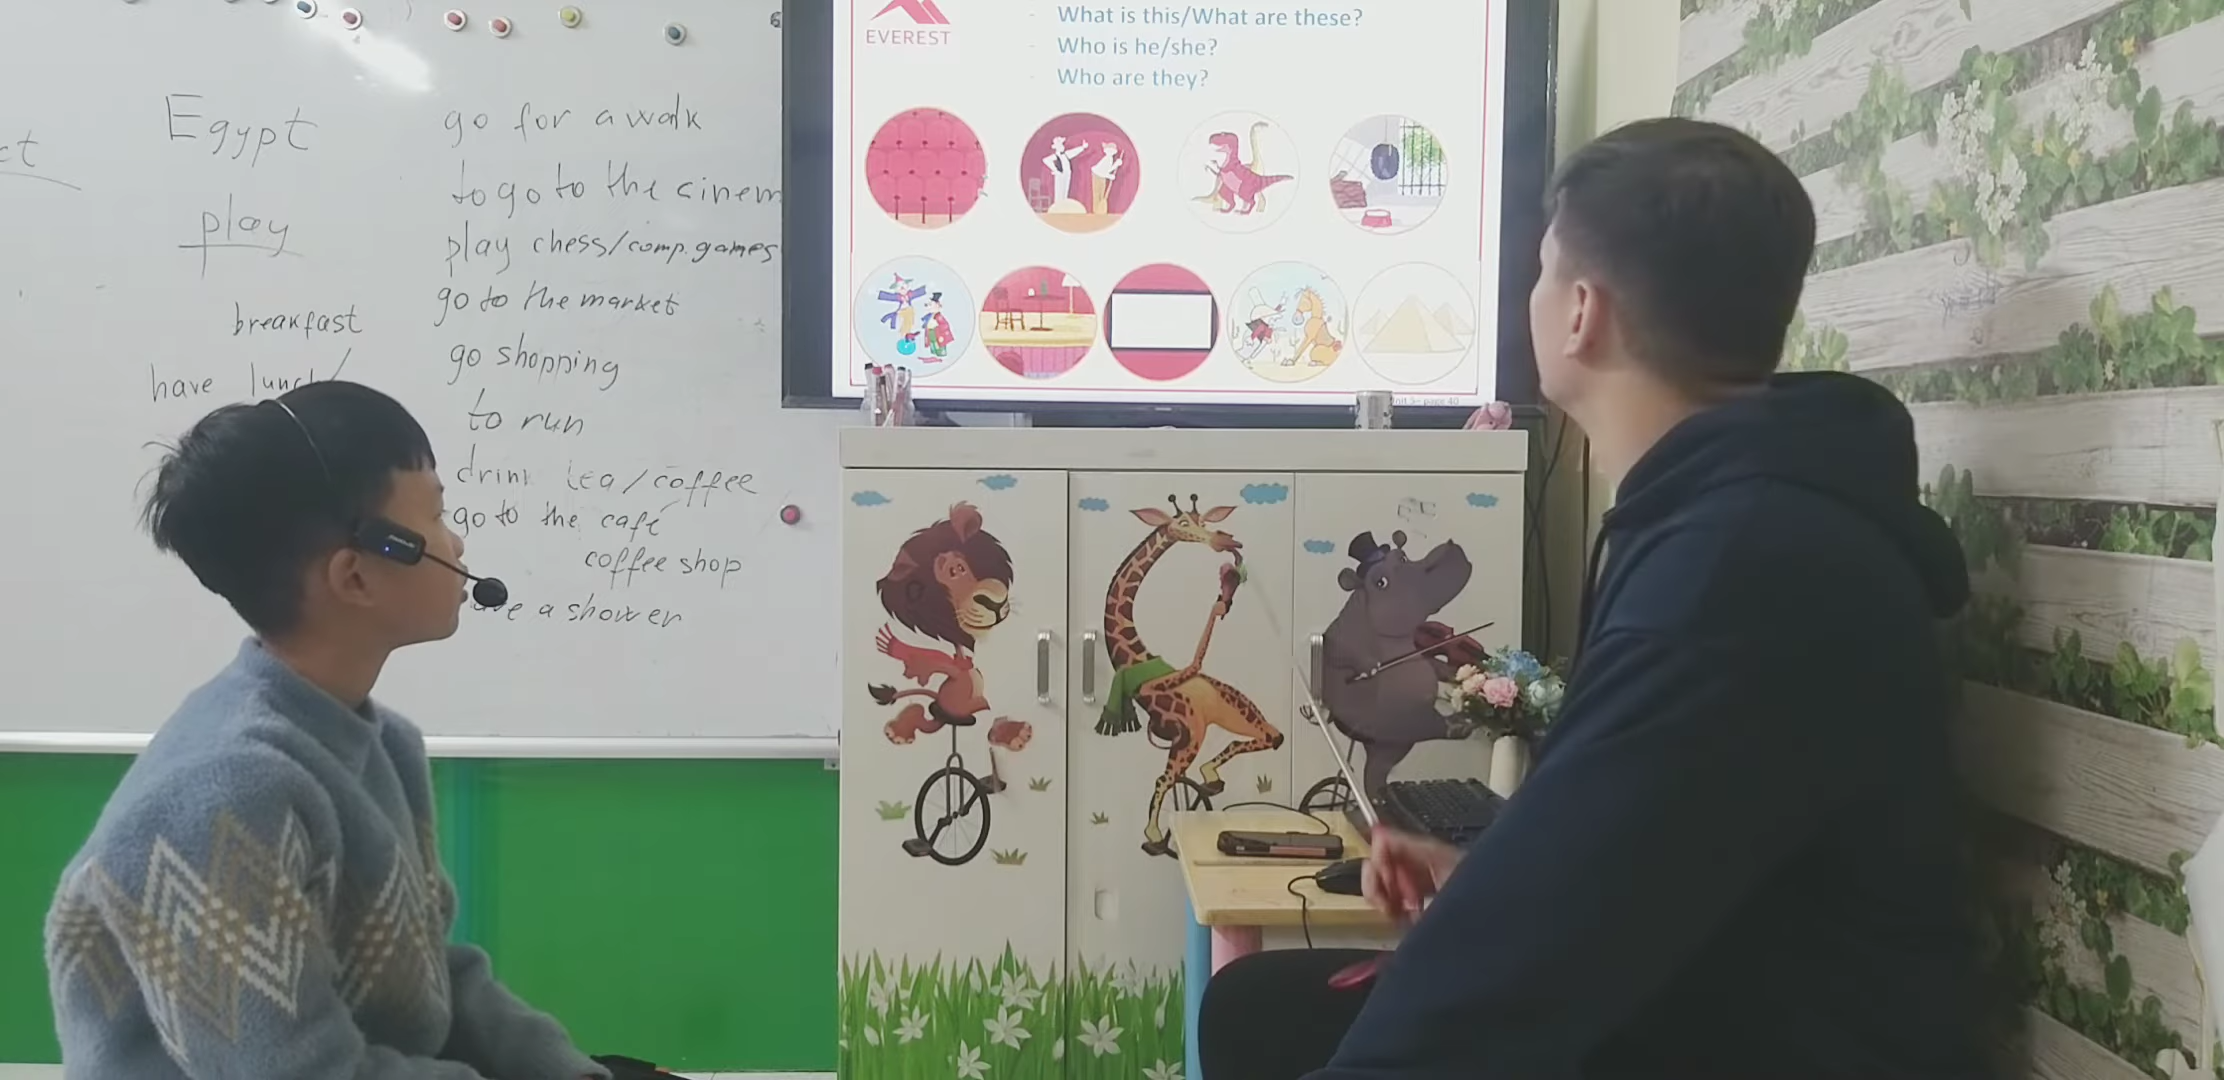 Egypt
play
breakfast
have lunch/
go for a walk
to go to the cinem
play chess/comp. games
go to the market
go shopping
to run
drink tea/coffee
go to the café
coffee shop
have a shower
EVEREST
- What is this/What are these?
- Who is he/she?
- Who are they?